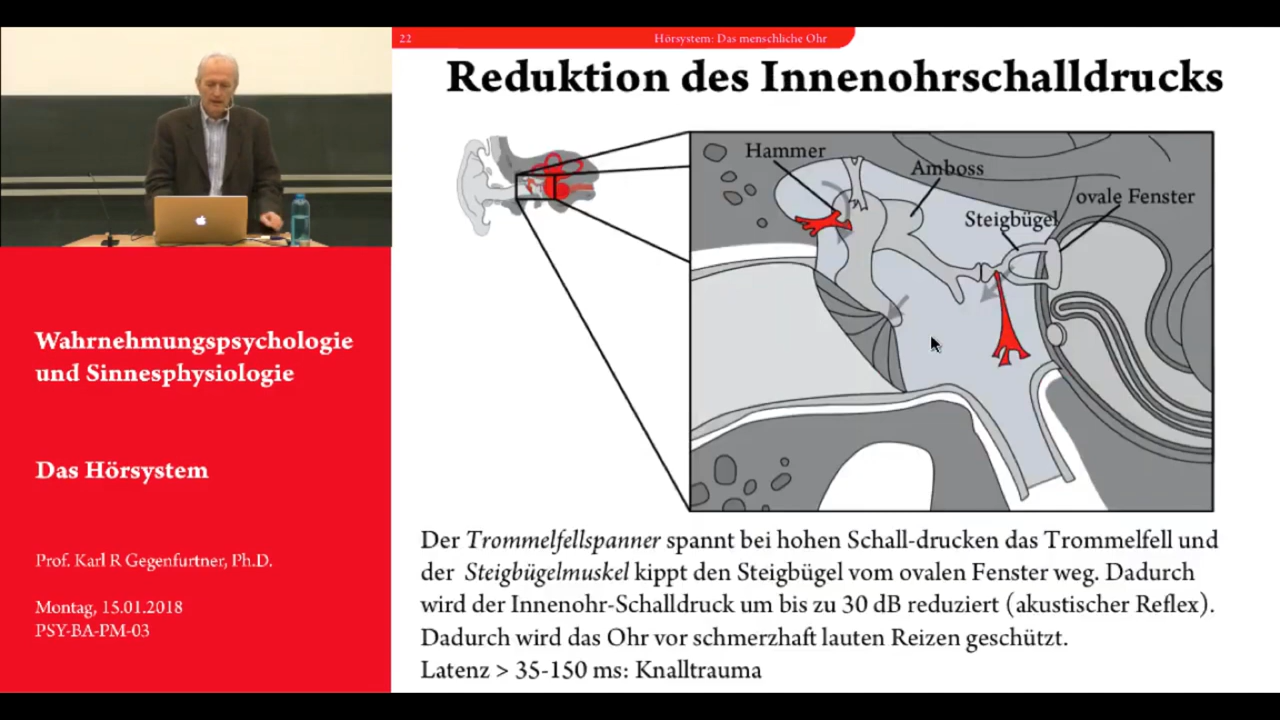 22
Hörsystem: Das menschliche Ohr
Reduktion des Innenohrschalldrucks
Hammer
Amboss
Steigbügel
ovale Fenster
Der Trommelfellspanner spannt bei hohen Schall-drucken das Trommelfell und
der Steigbügelmuskel kippt den Steigbügel vom ovalen Fenster weg. Dadurch
wird der Innenohr-Schalldruck um bis zu 30 dB reduziert (akustischer Reflex).
Dadurch wird das Ohr vor schmerzhaft lauten Reizen geschützt.
Latenz > 35-150 ms: Knalltrauma
Wahrnehmungspsychologie
und Sinnesphysiologie
Das Hörsystem
Prof. Karl R Gegenfurtner, Ph.D.
Montag, 15.01.2018
PSY-BA-PM-03